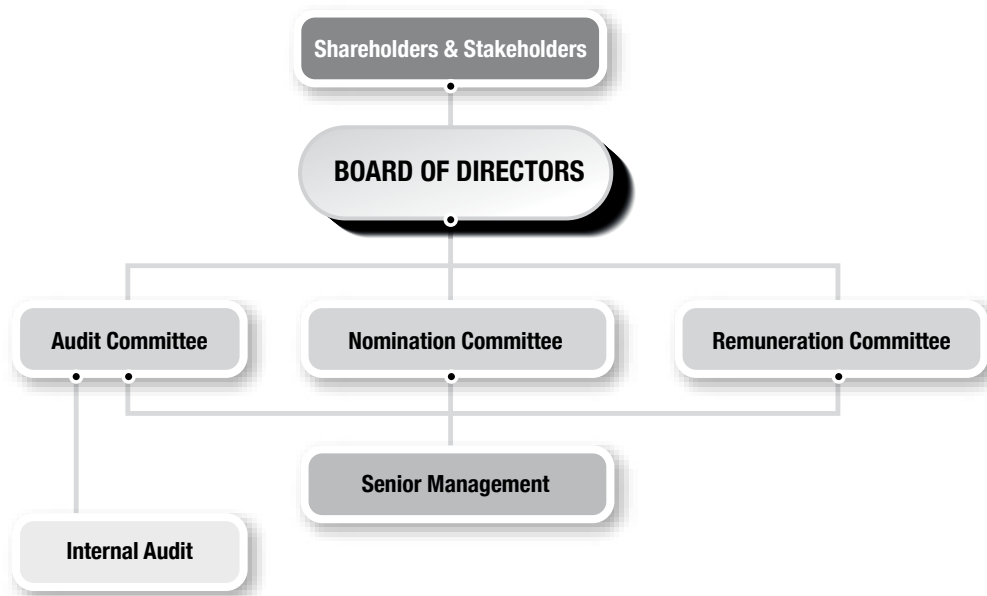 Shareholders & Stakeholders
BOARD OF DIRECTORS
Audit Committee
Nomination Committee
Remuneration Committee
Senior Management
Internal Audit